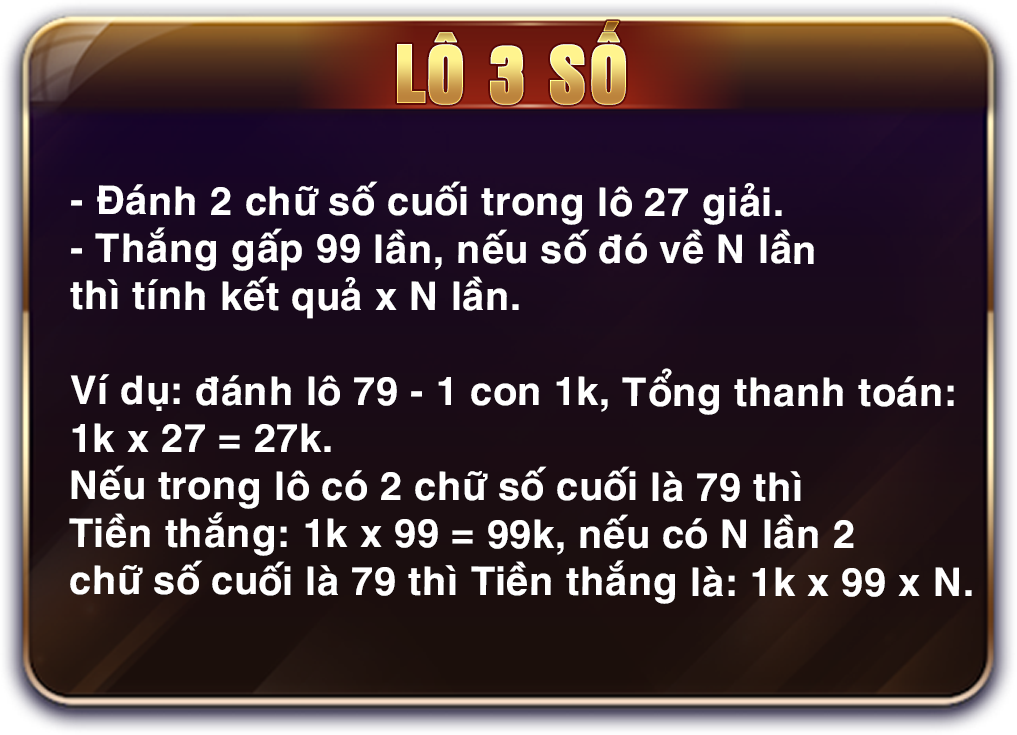 LÔ 3 SỐ
- Đánh 2 chữ số cuối trong lô 27 giải.
- Thắng gấp 99 lần, nếu số đó về N lần
thì tính kết quả x N lần.
Ví dụ: đánh lô 79 - 1 con 1k, Tổng thanh toán:
1k x 27 = 27k.
Nếu trong lô có 2 chữ số cuối là 79 thì
Tiền thắng: 1k x 99 = 99k, nếu có N lần 2
chữ số cuối là 79 thì Tiền thắng là: 1k x 99 x N.